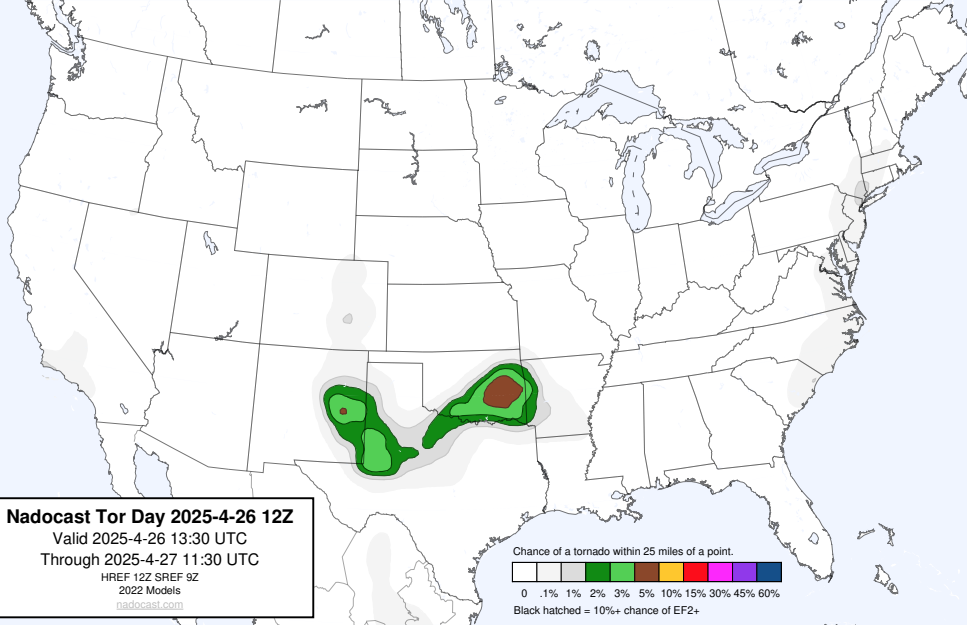 Nadocast Tor Day 2025-4-26 12Z
Valid 2025-4-26 13:30 UTC
Through 2025-4-27 11:30 UTC
HREF 12Z SREF 9Z
2022 Models
nadocast.com
Chance of a tornado within 25 miles of a point.
0 .1% 1% 2% 3% 5% 10% 15% 30% 45% 60%
Black hatched = 10%+ chance of EF2+